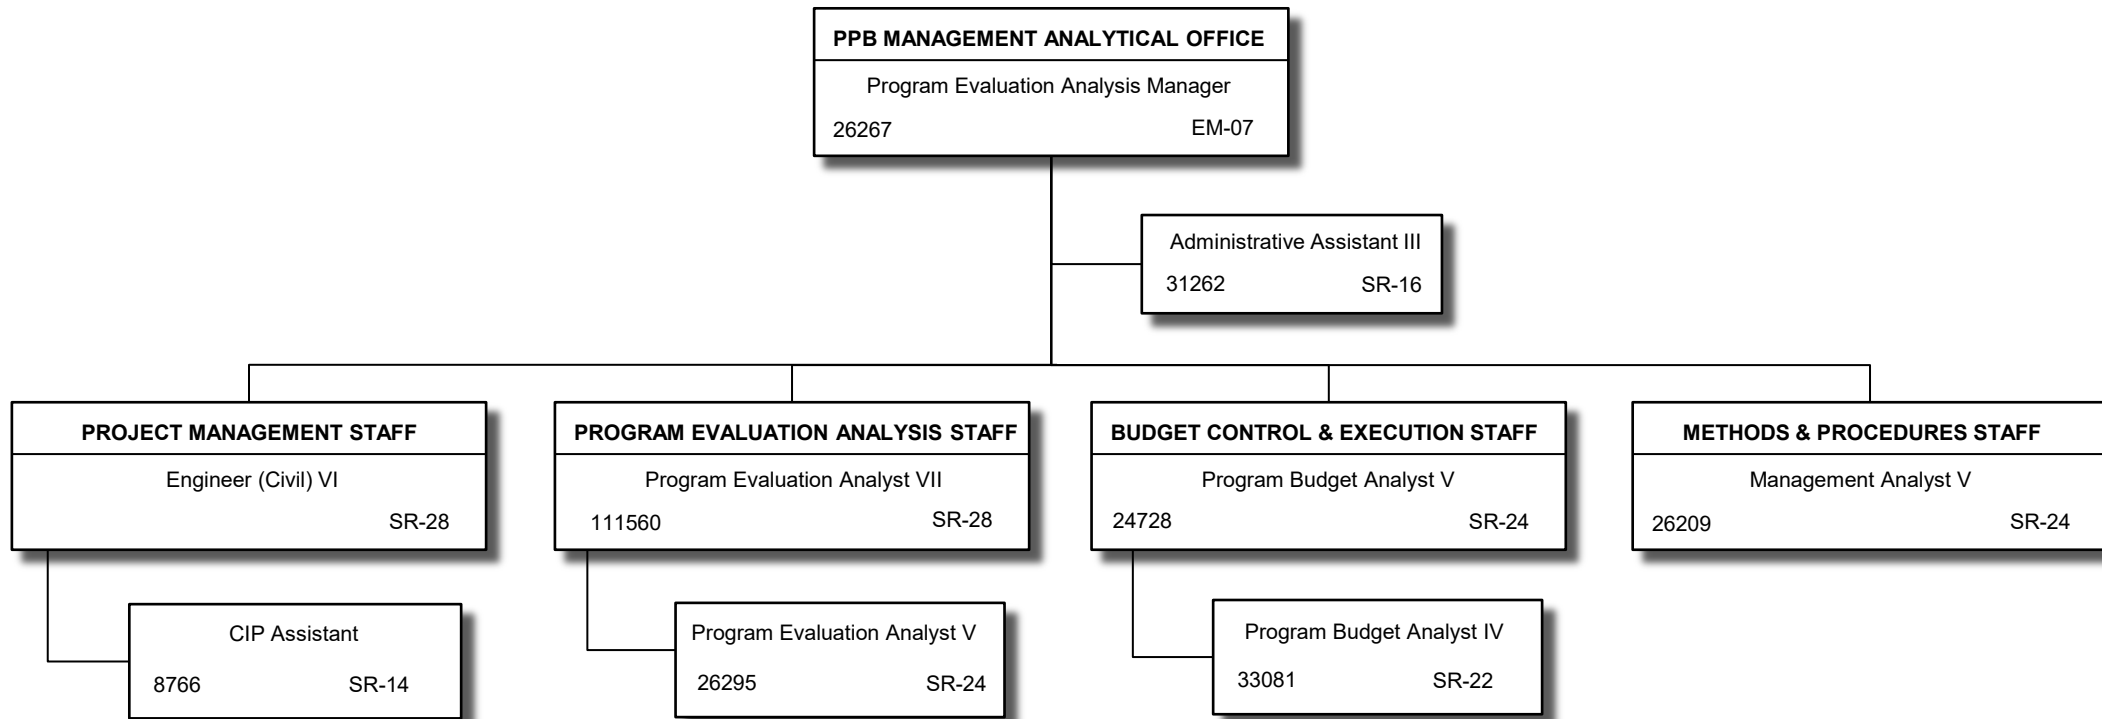 PPB MANAGEMENT ANALYTICAL OFFICE
Program Evaluation Analysis Manager
26267 EM-07
Administrative Assistant III
31262 SR-16
PROJECT MANAGEMENT STAFF
Engineer (Civil) VI
SR-28
CIP Assistant
8766 SR-14
PROGRAM EVALUATION ANALYSIS STAFF
Program Evaluation Analyst VII
111560 SR-28
Program Evaluation Analyst V
26295 SR-24
BUDGET CONTROL & EXECUTION STAFF
Program Budget Analyst V
24728 SR-24
Program Budget Analyst IV
33081 SR-22
METHODS & PROCEDURES STAFF
Management Analyst V
26209 SR-24